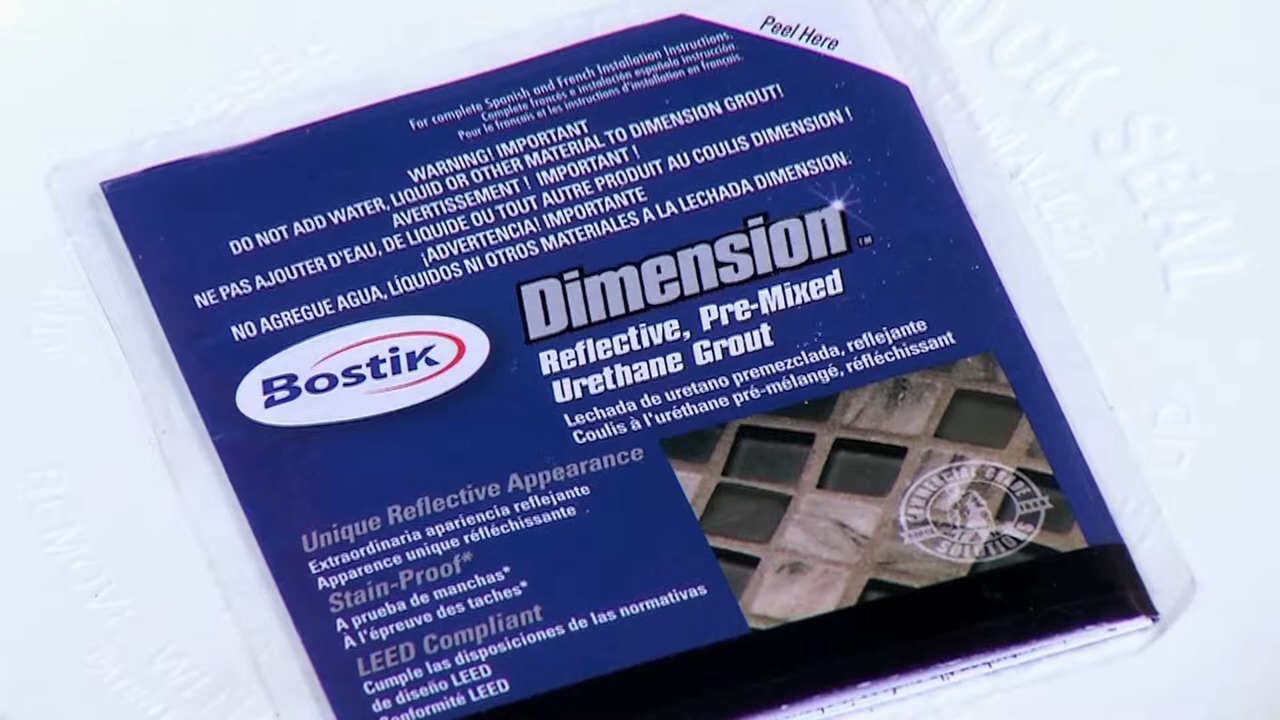 Peel Here
For complete Spanish and French Installation Instructions.
Complete francés e instalación española instrucción.
Pour le francais et les instructions d'installation en francais.
WARNING! IMPORTANT
DO NOT ADD WATER, LIQUID OR OTHER MATERIAL TO DIMENSION GROUT!
AVERTISSEMENT ! IMPORTANT !
NE PAS AJOUTER D'EAU, DE LIQUIDE OU TOUT AUTRE PRODUIT AU COULIS DIMENSION !
¡ADVERTENCIA! IMPORTANTE
NO AGREGUE AGUA, LÍQUIDOS NI OTROS MATERIALES A LA LECHADA DIMENSION.
Dimension™
Bostik
Reflective, Pre-Mixed
Urethane Grout
Lechada de uretano premezclada, reflejante
Coulis à l'uréthane pré-mélangé, réfléchissant
Unique Reflective Appearance
Extraordinaria apariencia reflejante
Apparence unique réfléchissante
Stain-Proof*
A prueba de manchas*
À l'épreuve des taches*
LEED Compliant
Cumple las disposiciones de las normativas
de diseño LEED
Conformité LEED
SOLUTIONS
SEAL